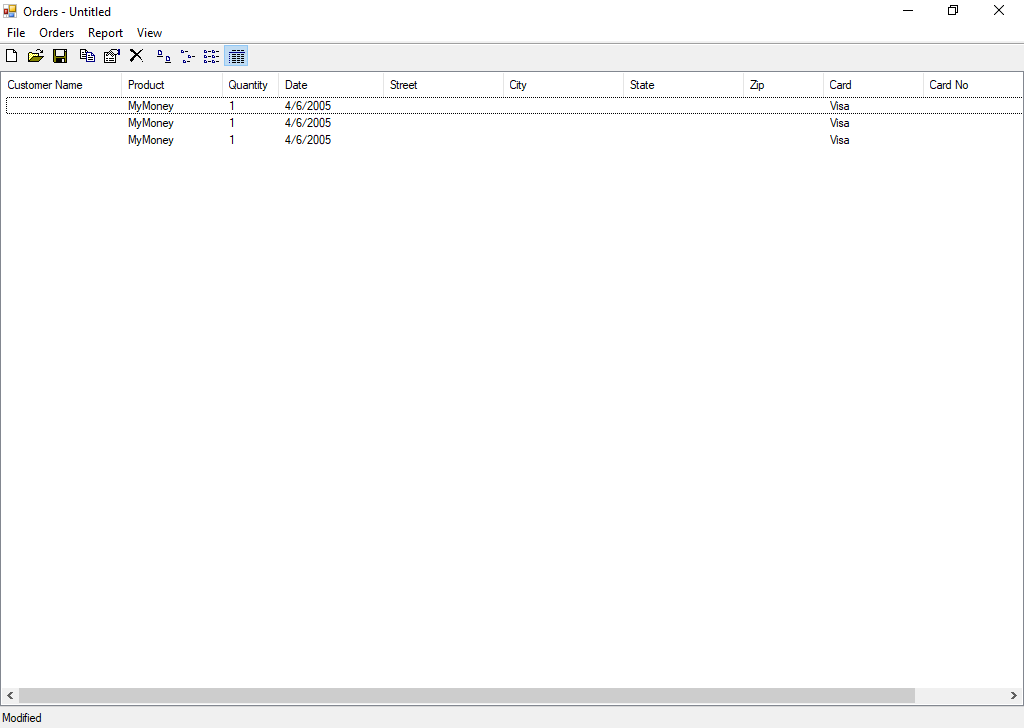 Orders - Untitled
File Orders Report View
Customer Name Product Quantity Date Street City State Zip Card Card No
MyMoney 1 4/6/2005 Visa
MyMoney 1 4/6/2005 Visa
MyMoney 1 4/6/2005 Visa
Modified